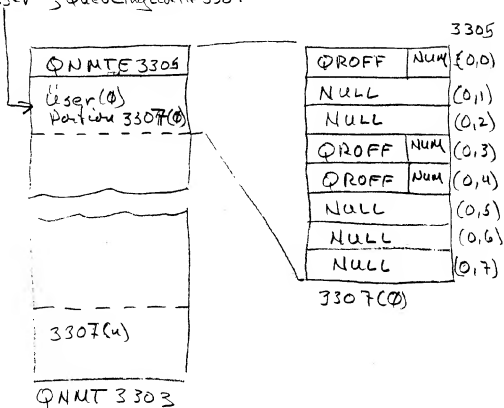 3305
QNMTE 3305
User (0)
Portion 3307(0)
3307(n)
QNMT 3303
QROFF NUM (0,0)
NULL (0,1)
NULL (0,2)
QROFF NUM (0,3)
QROFF NUM (0,4)
NULL (0,5)
NULL (0,6)
NULL (0,7)
3307(0)